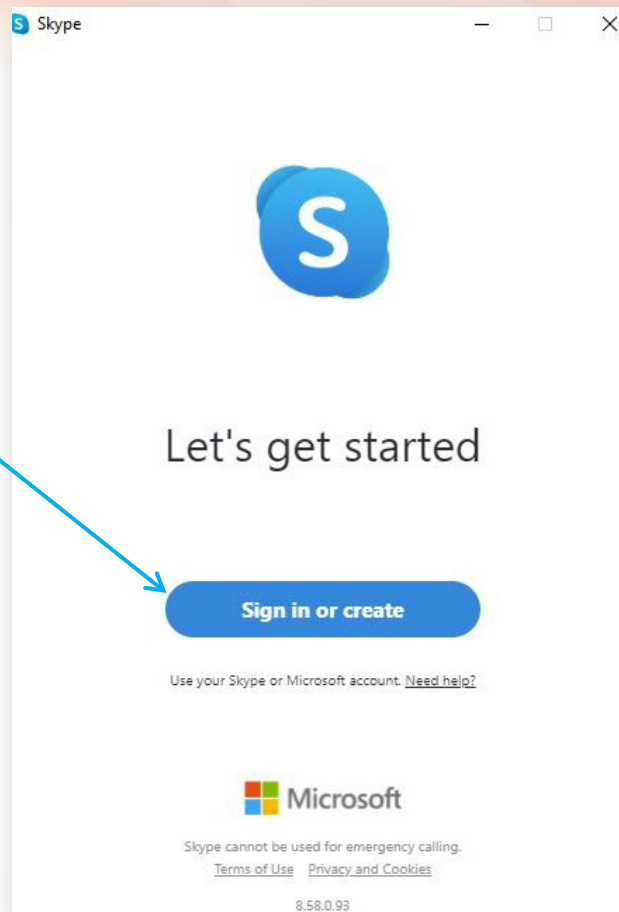 S Skype
S
Let's get started
Sign in or create
Use your Skype or Microsoft account. Need help?
Microsoft
Skype cannot be used for emergency calling.
Terms of Use Privacy and Cookies
8.58.0.93